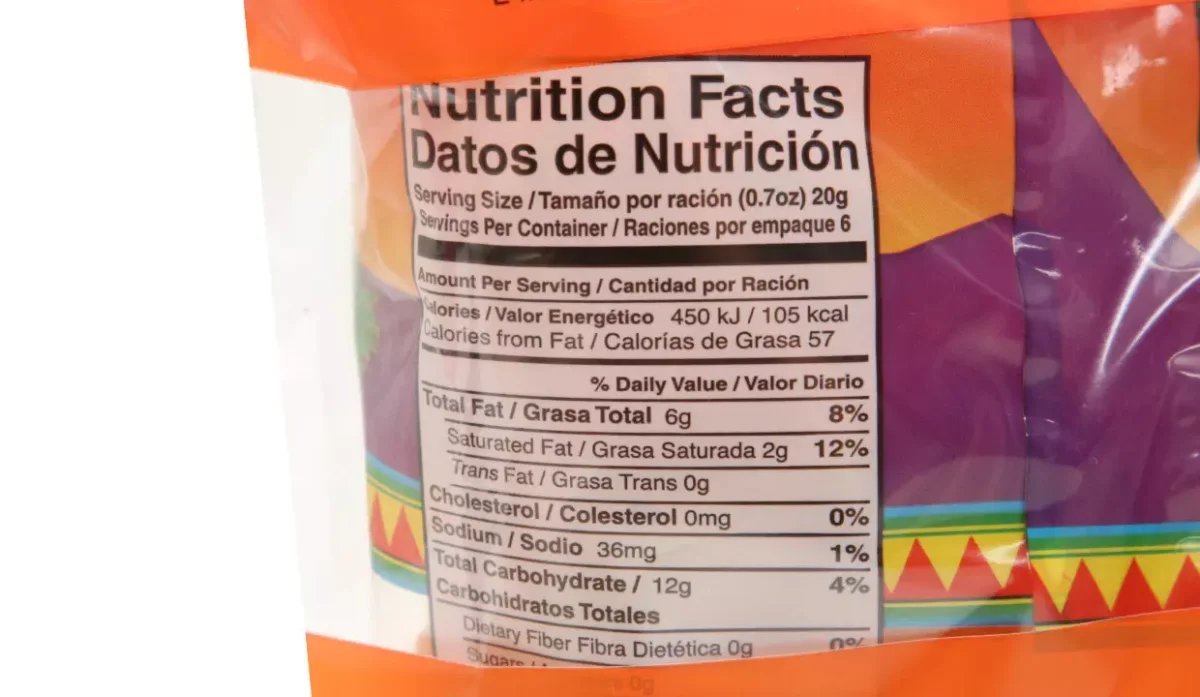 Nutrition Facts
Datos de Nutrición
Serving Size / Tamaño por ración (0.7oz) 20g
Servings Per Container / Raciones por empaque 6
Amount Per Serving / Cantidad por Ración
Calories / Valor Energético 450 kJ / 105 kcal
Calories from Fat / Calorías de Grasa 57
% Daily Value / Valor Diario
Total Fat / Grasa Total 6g 8%
Saturated Fat / Grasa Saturada 2g 12%
Trans Fat / Grasa Trans 0g
Cholesterol / Colesterol 0mg 0%
Sodium / Sodio 36mg 1%
Total Carbohydrate / 12g 4%
Carbohidratos Totales
Dietary Fiber Fibra Dietética 0g 0%
Sugars /